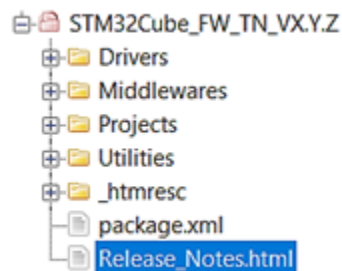 STM32Cube_FW_TN_VX.Y.Z
Drivers
Middlewares
Projects
Utilities
_htmresc
package.xml
Release_Notes.html